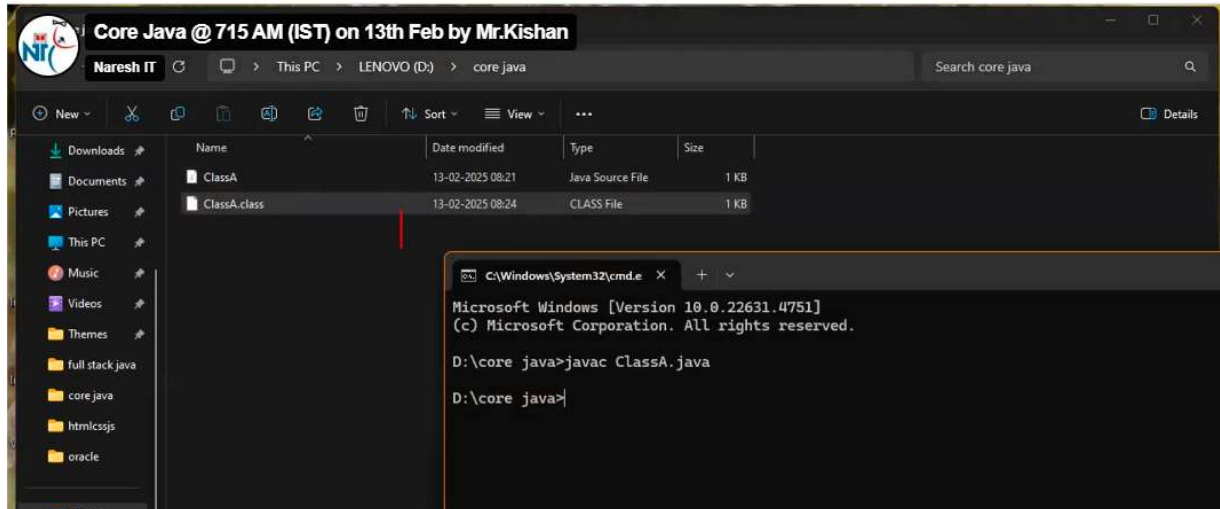 Core Java @ 715 AM (IST) on 13th Feb by Mr.Kishan
NT
Naresh IT
This PC > LENOVO (D:) > core java
Search core java
New
Sort
View
...
Details
Name
Date modified
Type
Size
ClassA
13-02-2025 08:21
Java Source File
1 KB
ClassA.class
13-02-2025 08:24
CLASS File
1 KB
Downloads
Documents
Pictures
This PC
Music
Videos
Themes
full stack java
core java
htmlcssjs
oracle
C:\Windows\System32\cmd.e
Microsoft Windows [Version 10.0.22631.4751]
(c) Microsoft Corporation. All rights reserved.
D:\core java>javac ClassA.java
D:\core java>